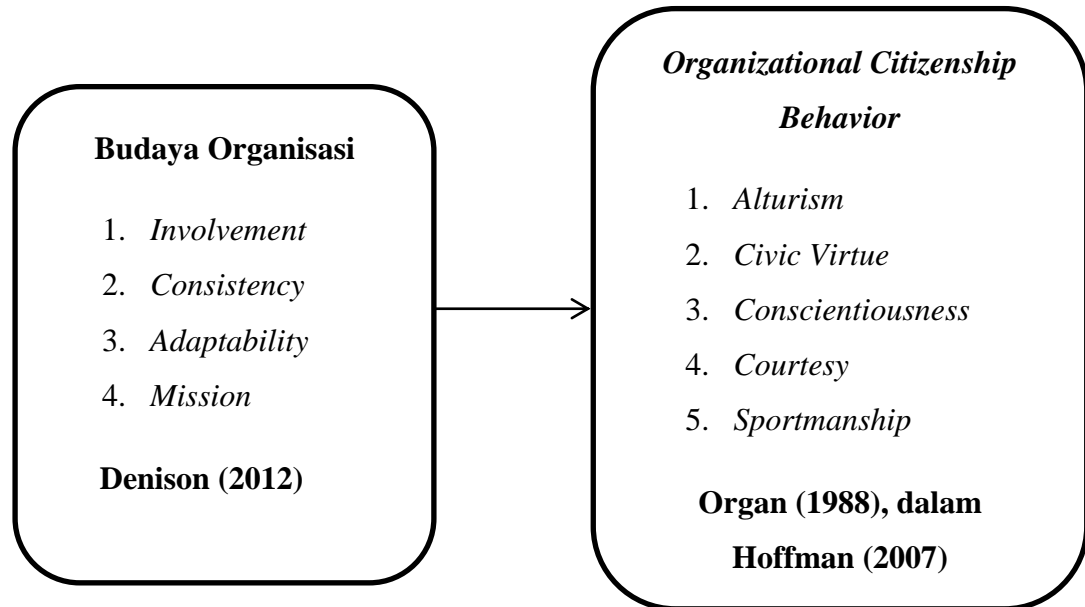 Budaya Organisasi
1. Involvement
2. Consistency
3. Adaptability
4. Mission
Denison (2012)
Organizational Citizenship
Behavior
1. Alturism
2. Civic Virtue
3. Conscientiousness
4. Courtesy
5. Sportmanship
Organ (1988), dalam
Hoffman (2007)